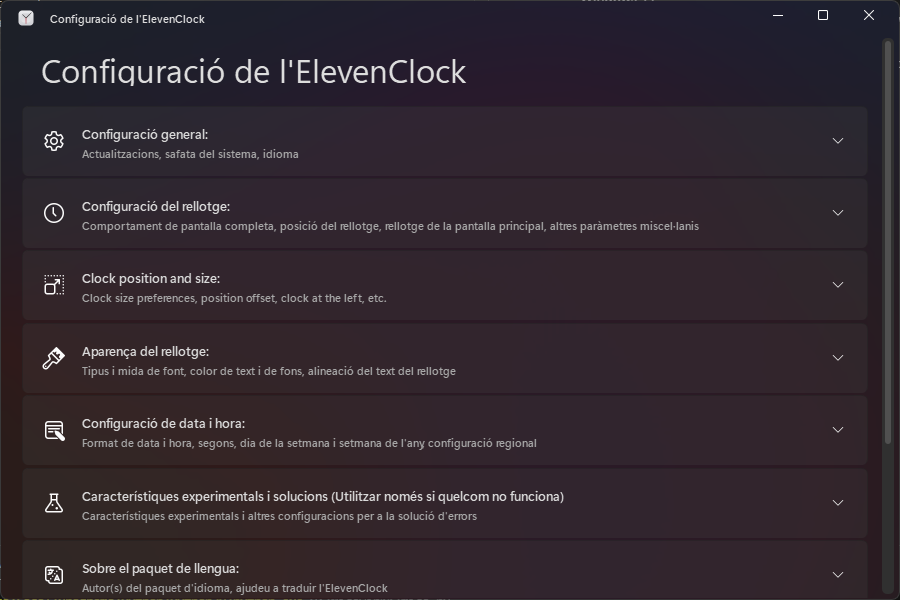 Configuració de l'ElevenClock
Configuració de l'ElevenClock
Configuració general:
Actualitzacions, safata del sistema, idioma
Configuració del rellotge:
Comportament de pantalla completa, posició del rellotge, rellotge de la pantalla principal, altres paràmetres miscel·lanis
Clock position and size:
Clock size preferences, position offset, clock at the left, etc.
Aparença del rellotge:
Tipus i mida de font, color de text i de fons, alineació del text del rellotge
Configuració de data i hora:
Format de data i hora, segons, dia de la setmana i setmana de l'any, configuració regional
Característiques experimentals i solucions (Utilitzar només si quelcom no funciona)
Característiques experimentals i altres configuracions per a la solució d'errors
Sobre el paquet de llengua:
Autor(s) del paquet d'idioma, ajudeu a traduir l'ElevenClock